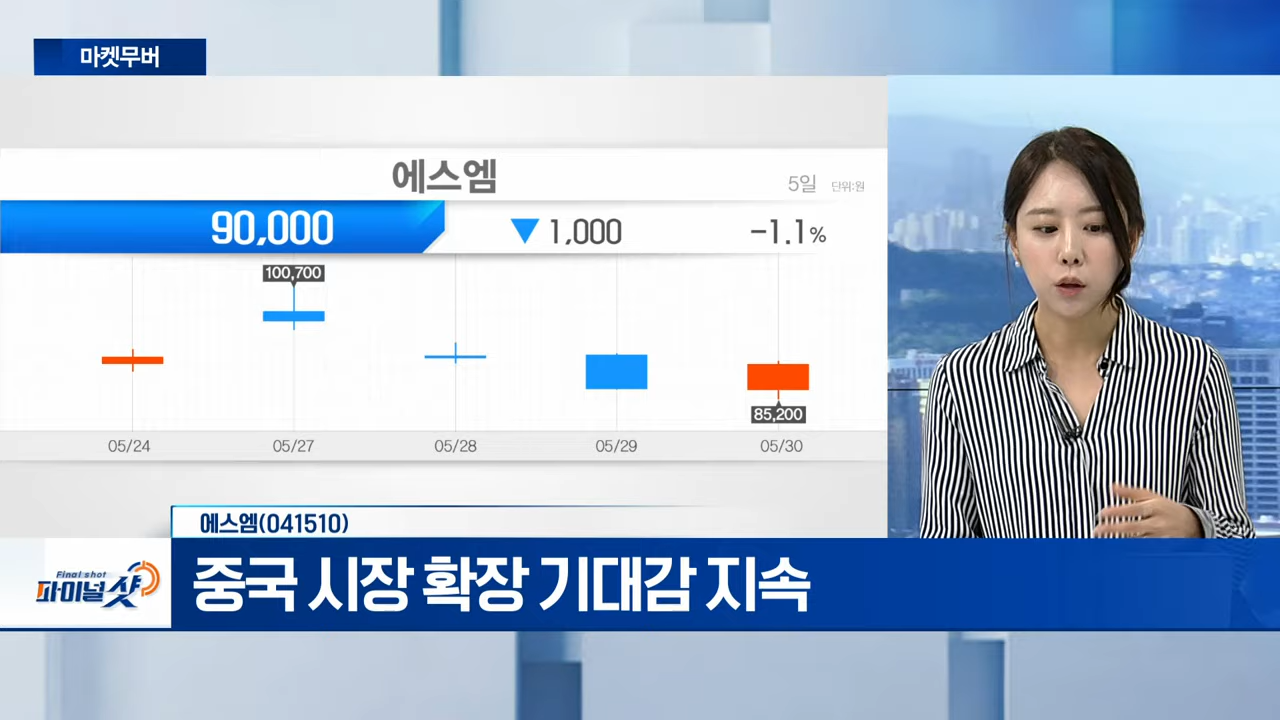 마켓무버
에스엠
5일 단위:원
90,000 ▼ 1,000 -1.1%
100,700
85,200
05/24 05/27 05/28 05/29 05/30
에스엠(041510)
Final shot
파이널샷
중국 시장 확장 기대감 지속